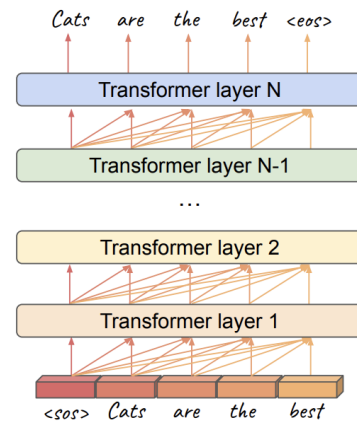 Cats are the best <eos>
Transformer layer N
Transformer layer N-1
...
Transformer layer 2
Transformer layer 1
<sos> Cats are the best